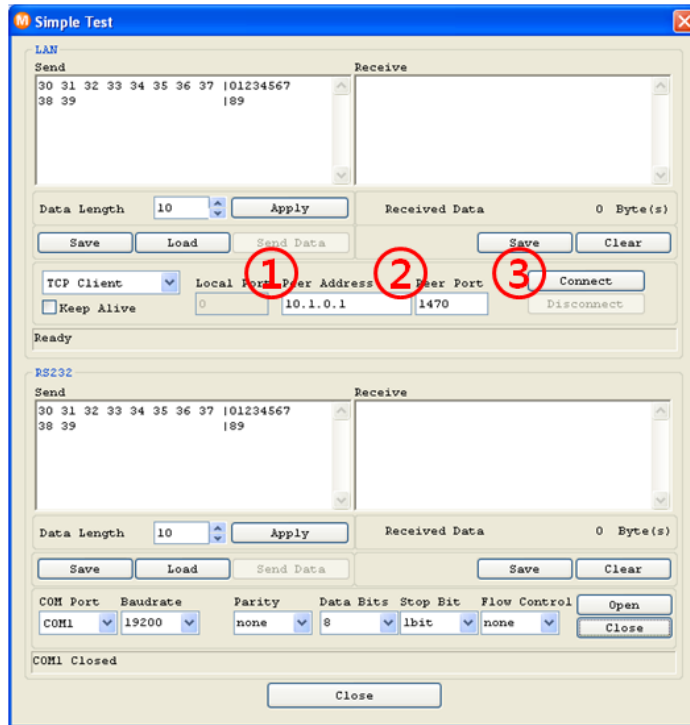 Simple Test
LAN
Send Receive
30 31 32 33 34 35 36 37 |01234567
38 39 |89
Data Length 10 Apply Received Data 0 Byte(s)
Save Load Send Data Save Clear
① ② ③
TCP Client Local Port Peer Address Peer Port Connect
Keep Alive 0 10.1.0.1 1470 Disconnect
Ready
RS232
Send Receive
30 31 32 33 34 35 36 37 |01234567
38 39 |89
Data Length 10 Apply Received Data 0 Byte(s)
Save Load Send Data Save Clear
COM Port Baudrate Parity Data Bits Stop Bit Flow Control Open
COM1 19200 none 8 1bit none Close
COM1 Closed
Close